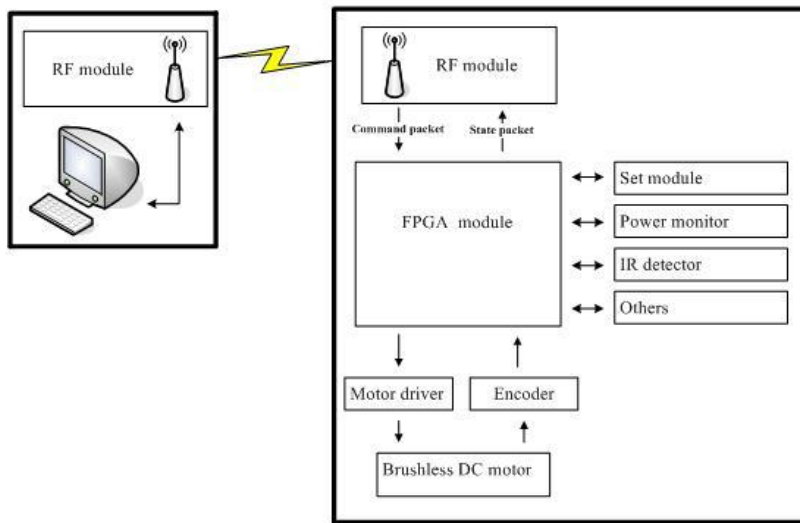 RF module
RF module
Command packet
State packet
FPGA module
Set module
Power monitor
IR detector
Others
Motor driver
Encoder
Brushless DC motor